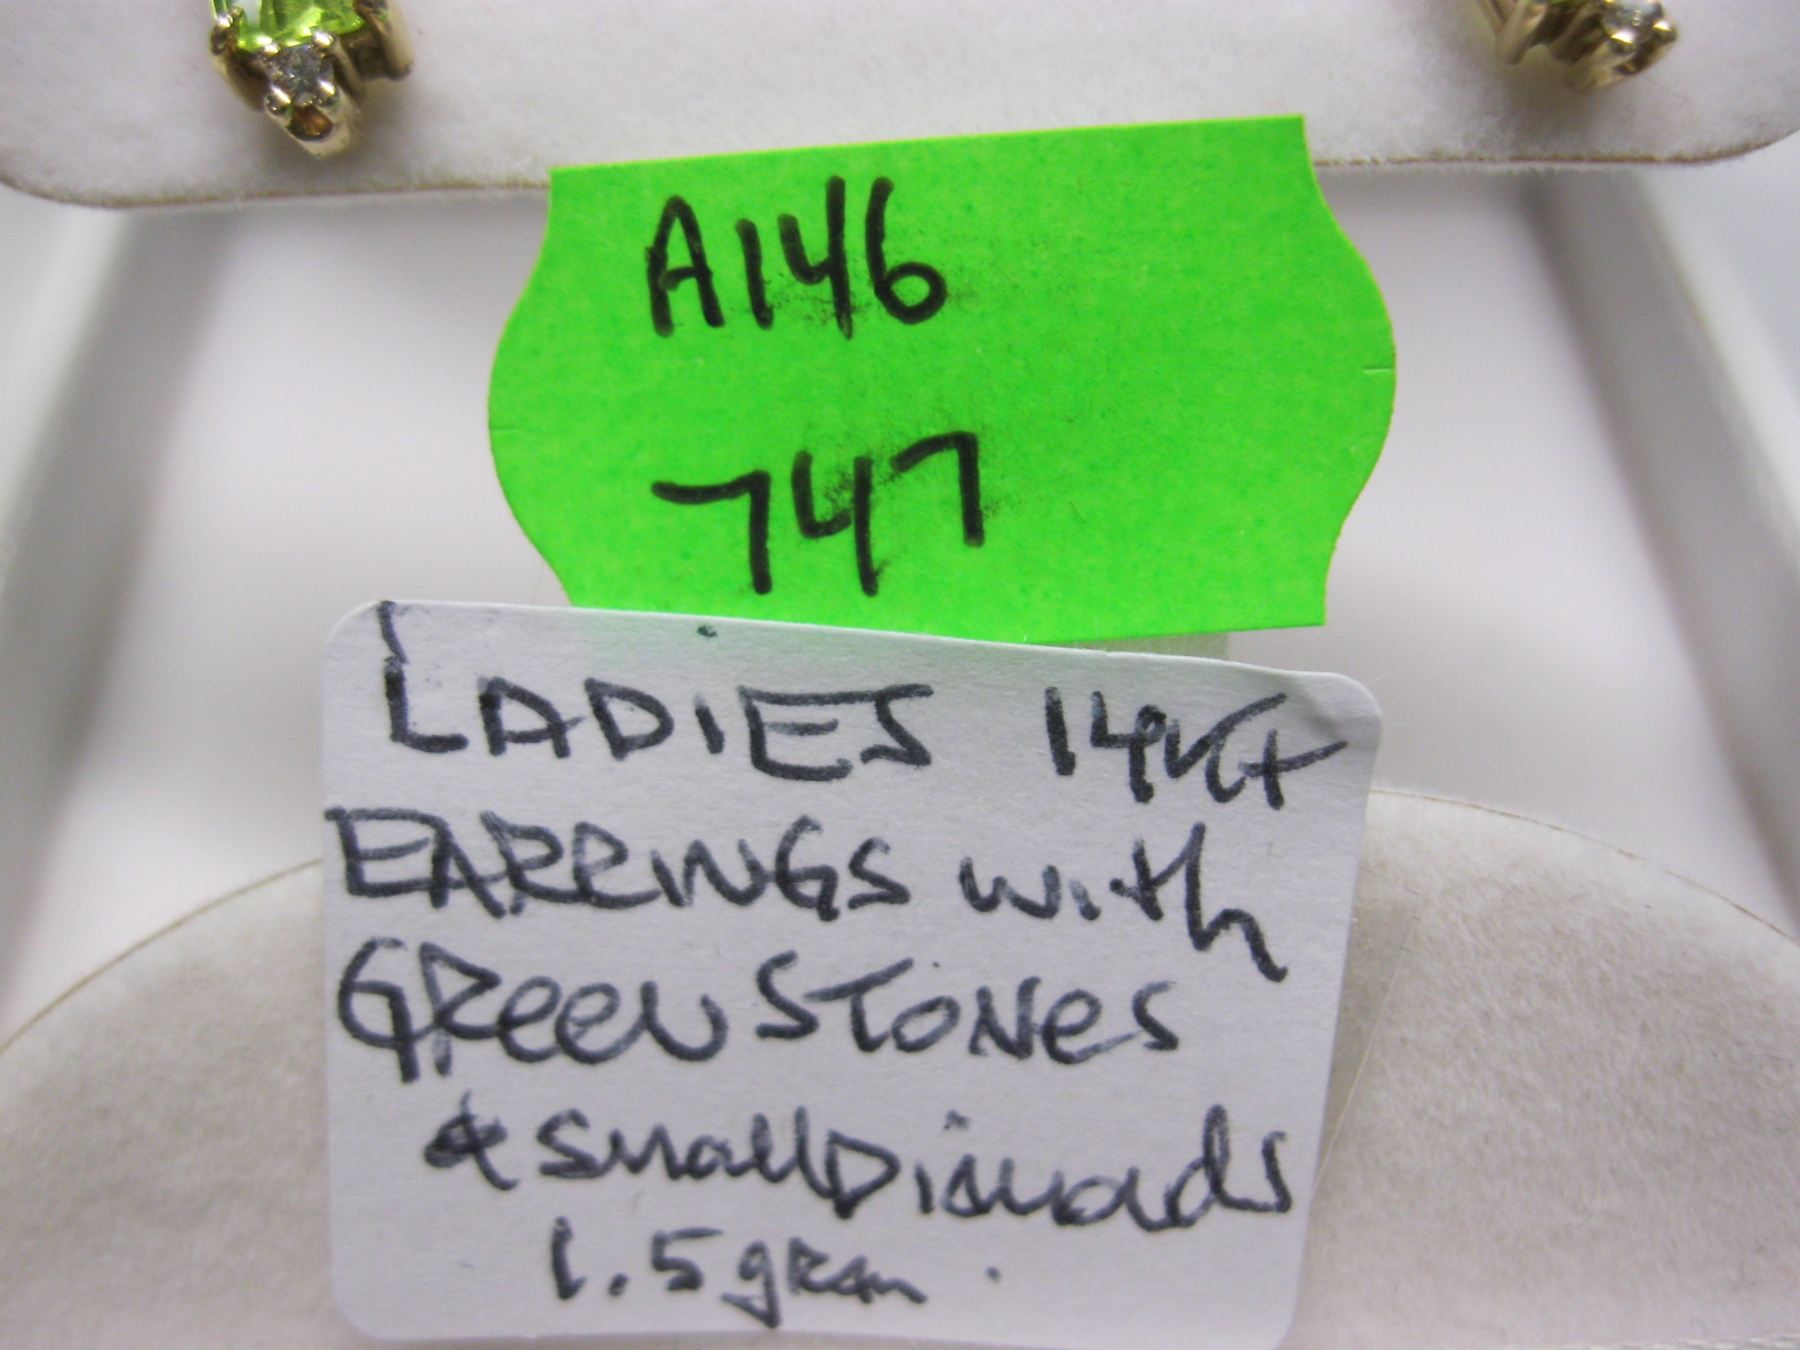 A146
747
LADIES 14Kt
EARRINGS with
GReen STONes
& small Diamonds
1.5 gram.